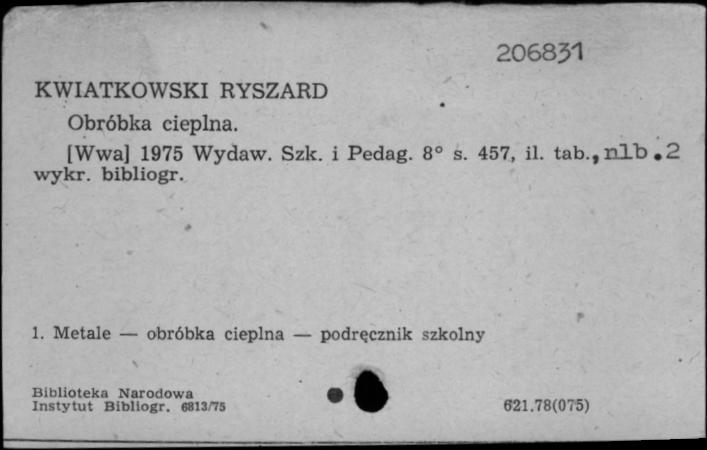 206831
KWIATKOWSKI RYSZARD
Obróbka cieplna.
[Wwa] 1975 Wydaw. Szk. i Pedag. 8° s. 457, il. tab., nlb.2
wykr. bibliogr.
1. Metale — obróbka cieplna — podręcznik szkolny
Biblioteka Narodowa
Instytut Bibliogr. 6813/75
621.78(075)